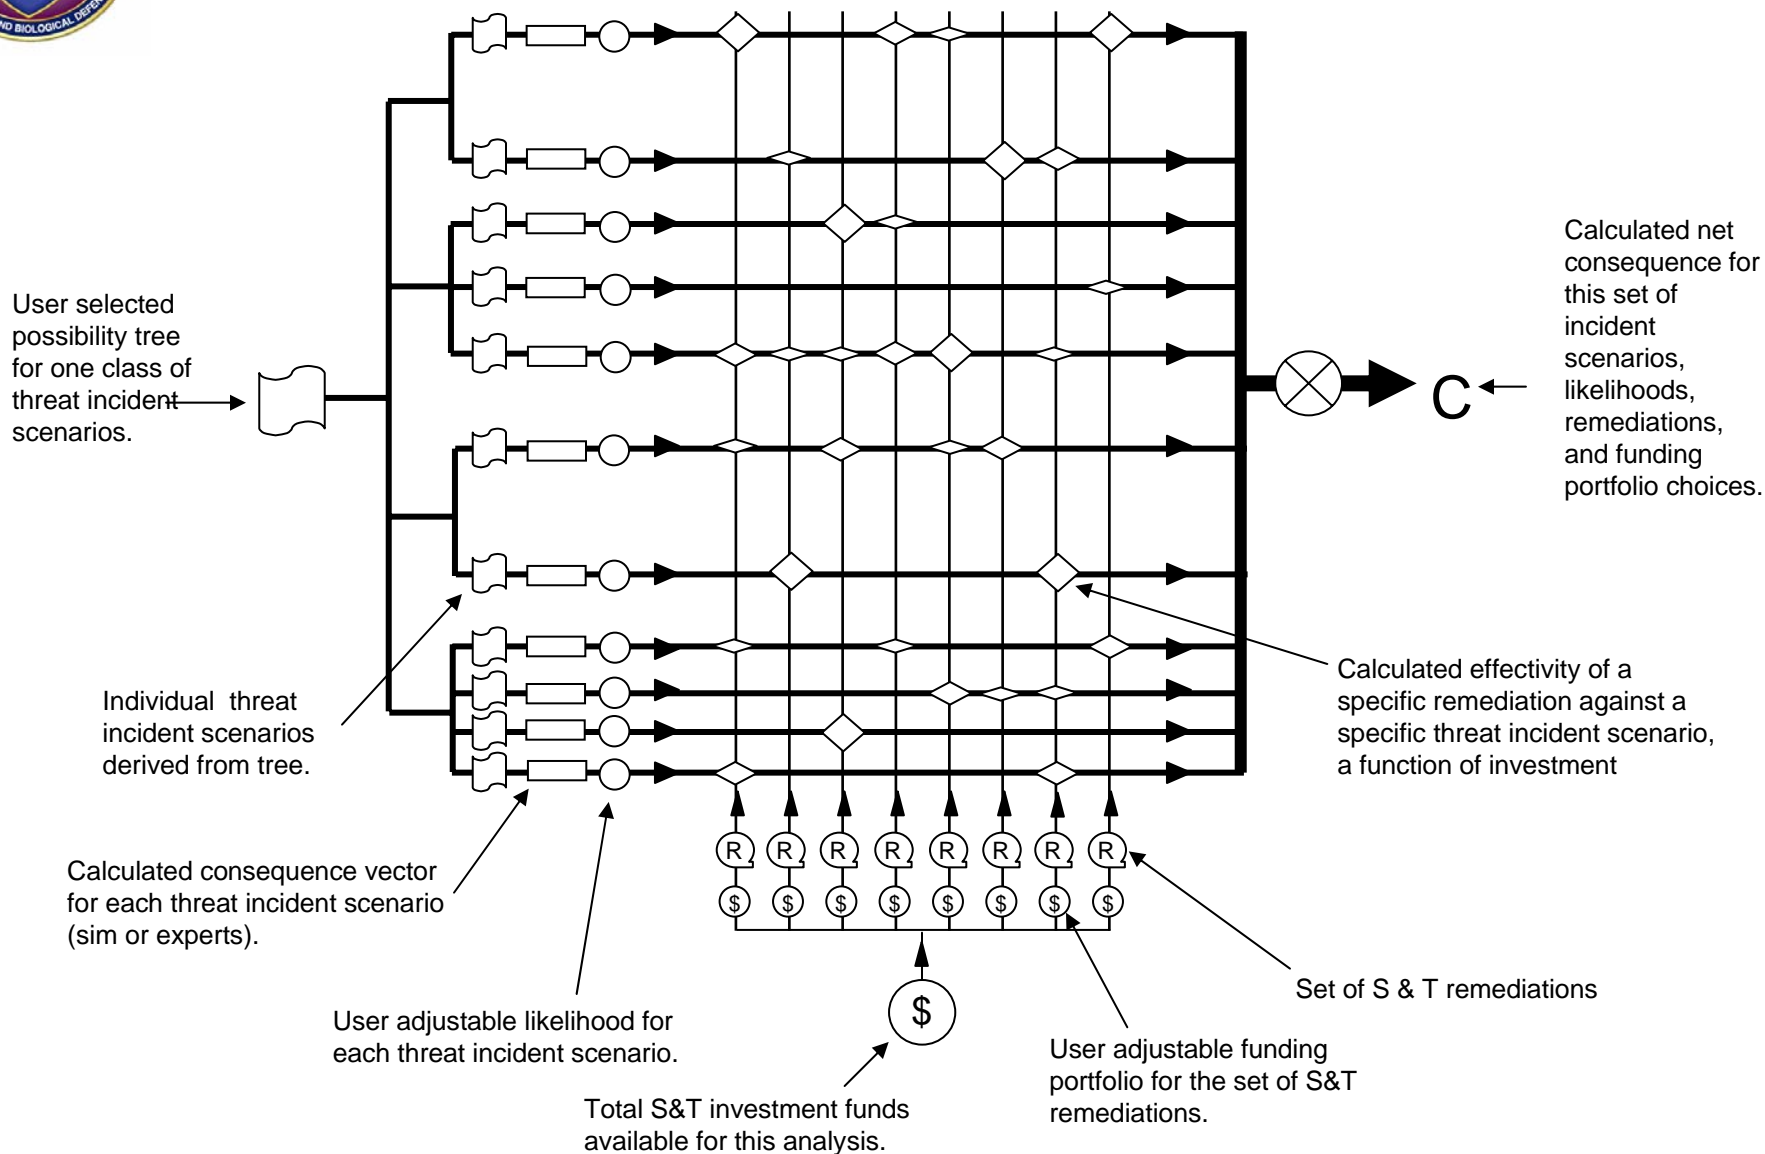 ND BIOLOGICAL DEFEN
User selected
possibility tree
for one class of
threat incident
scenarios.
Calculated net
consequence for
this set of
incident
scenarios,
likelihoods,
remediations,
and funding
portfolio choices.
C
Individual threat
incident scenarios
derived from tree.
Calculated effectivity of a
specific remediation against a
specific threat incident scenario,
a function of investment
Calculated consequence vector
for each threat incident scenario
(sim or experts).
R R R R R R R R
$ $ $ $ $ $ $ $
$
Set of S & T remediations
User adjustable likelihood for
each threat incident scenario.
User adjustable funding
portfolio for the set of S&T
remediations.
Total S&T investment funds
available for this analysis.